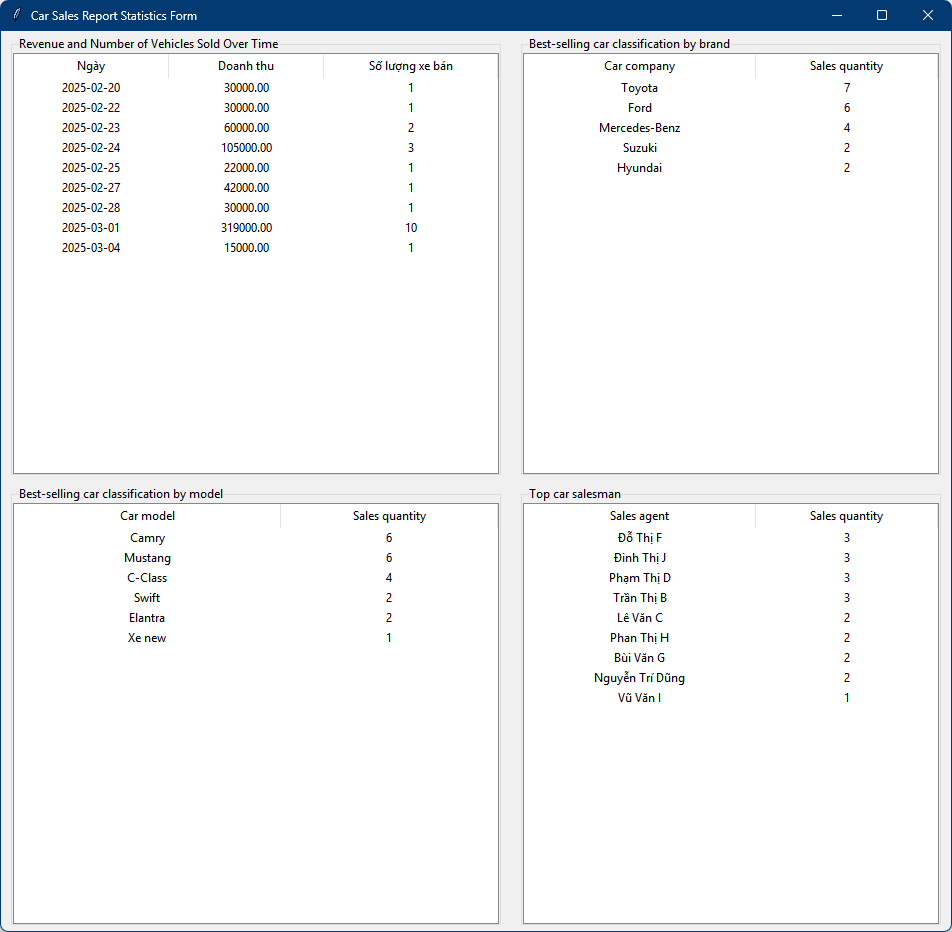 Car Sales Report Statistics Form
Revenue and Number of Vehicles Sold Over Time
Ngày Doanh thu Số lượng xe bán
2025-02-20 30000.00 1
2025-02-22 30000.00 1
2025-02-23 60000.00 2
2025-02-24 105000.00 3
2025-02-25 22000.00 1
2025-02-27 42000.00 1
2025-02-28 30000.00 1
2025-03-01 319000.00 10
2025-03-04 15000.00 1
Best-selling car classification by brand
Car company Sales quantity
Toyota 7
Ford 6
Mercedes-Benz 4
Suzuki 2
Hyundai 2
Best-selling car classification by model
Car model Sales quantity
Camry 6
Mustang 6
C-Class 4
Swift 2
Elantra 2
Xe new 1
Top car salesman
Sales agent Sales quantity
Đỗ Thị F 3
Đinh Thị J 3
Phạm Thị D 3
Trần Thị B 3
Lê Văn C 2
Phan Thị H 2
Bùi Văn G 2
Nguyễn Trí Dũng 2
Vũ Văn I 1